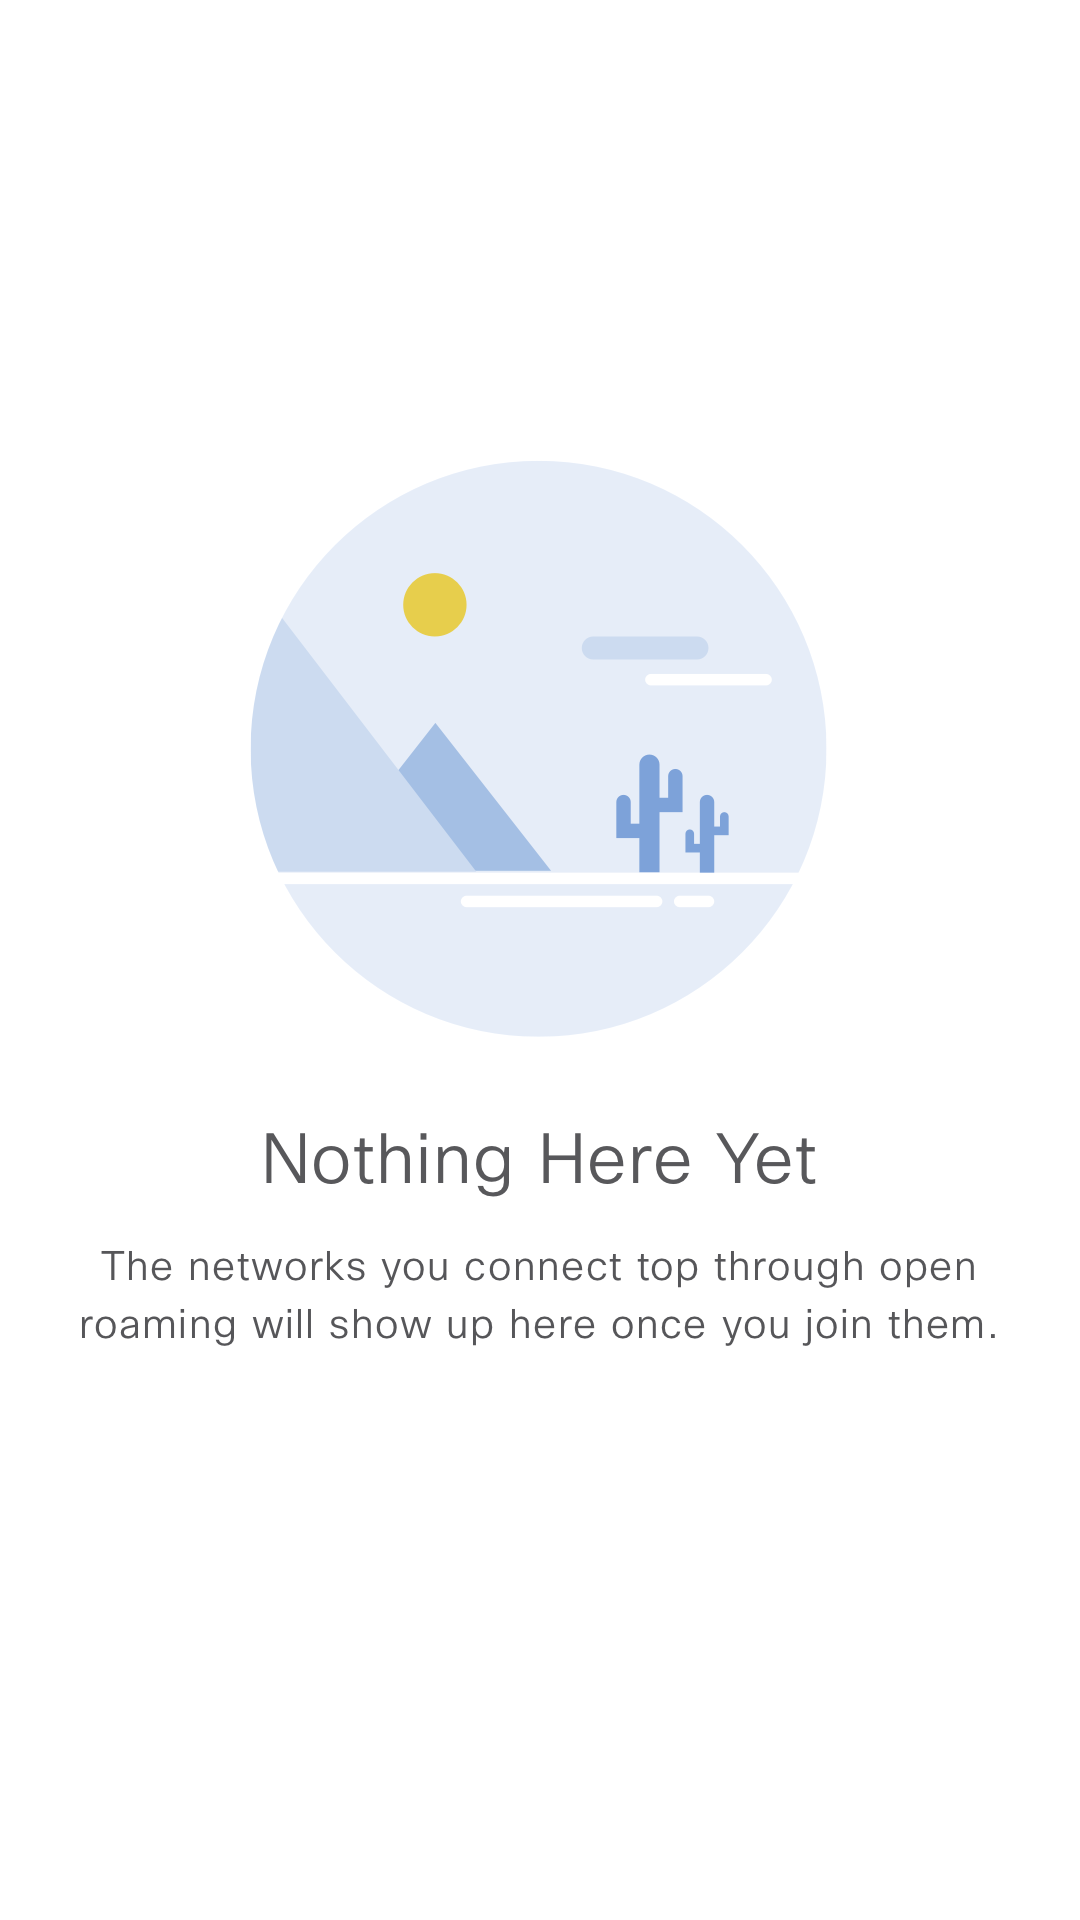 Nothing Here Yet
The networks you connect top through open
roaming will show up here once you join them.